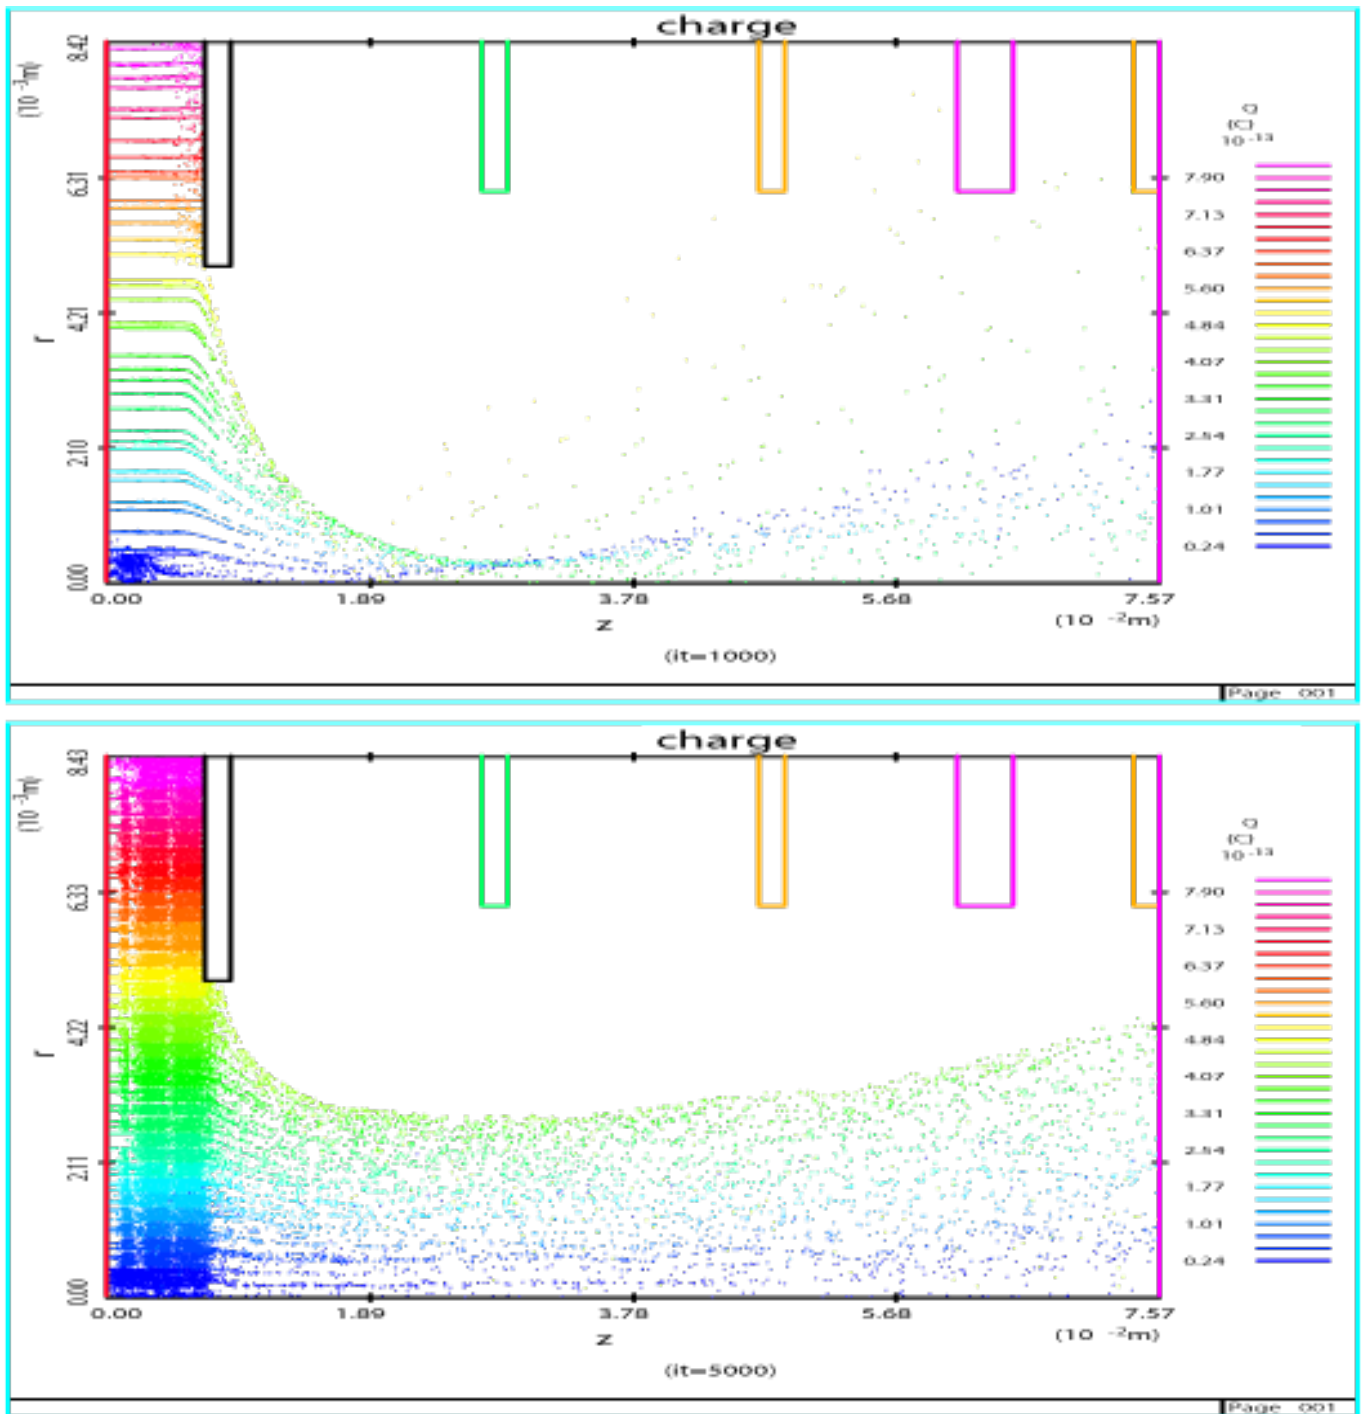 charge
8.42
(10 -3m)
6.31
4.21
r
2.10
0.00
0.00 1.89 3.78 5.68 7.57
z (10 -2m)
(it=1000)
Q
(C)
10 -13
7.90
7.13
6.37
5.60
4.84
4.07
3.31
2.54
1.77
1.01
0.24
Page 001
charge
8.43
(10 -3m)
6.33
4.22
r
2.11
0.00
0.00 1.89 3.78 5.68 7.57
z (10 -2m)
(it=5000)
Q
(C)
10 -13
7.90
7.13
6.37
5.60
4.84
4.07
3.31
2.54
1.77
1.01
0.24
Page 001